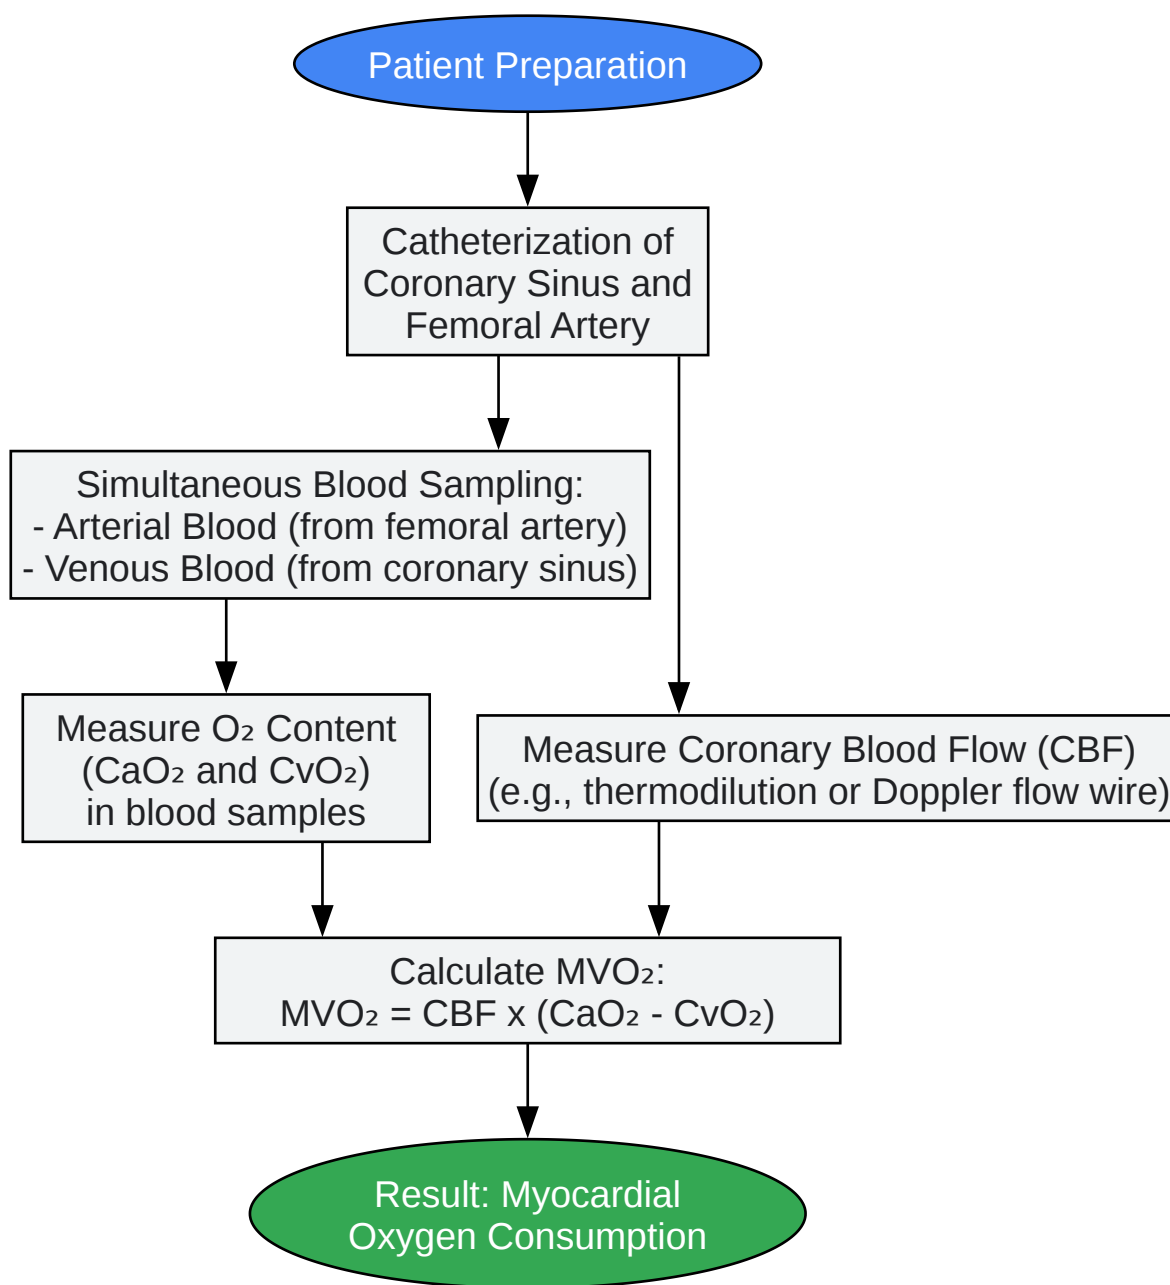 Patient Preparation
Catheterization of
Coronary Sinus and
Femoral Artery
Simultaneous Blood Sampling:
- Arterial Blood (from femoral artery)
- Venous Blood (from coronary sinus)
Measure O₂ Content
(CaO₂ and CvO₂)
in blood samples
Measure Coronary Blood Flow (CBF)
(e.g., thermodilution or Doppler flow wire)
Calculate MVO₂:
MVO₂ = CBF x (CaO₂ - CvO₂)
Result: Myocardial
Oxygen Consumption